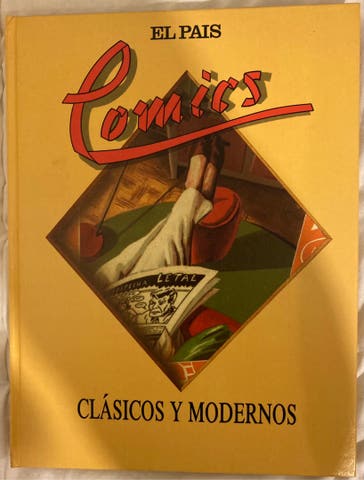 EL PAIS
Comics
LETAL
CLÁSICOS Y MODERNOS